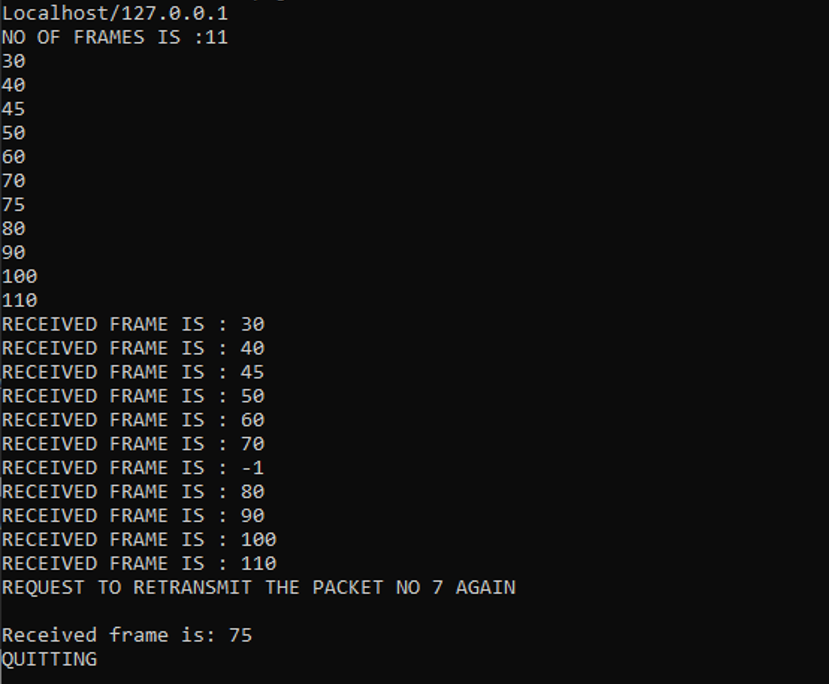 Localhost/127.0.0.1
NO OF FRAMES IS :11
30
40
45
50
60
70
75
80
90
100
110
RECEIVED FRAME IS : 30
RECEIVED FRAME IS : 40
RECEIVED FRAME IS : 45
RECEIVED FRAME IS : 50
RECEIVED FRAME IS : 60
RECEIVED FRAME IS : 70
RECEIVED FRAME IS : -1
RECEIVED FRAME IS : 80
RECEIVED FRAME IS : 90
RECEIVED FRAME IS : 100
RECEIVED FRAME IS : 110
REQUEST TO RETRANSMIT THE PACKET NO 7 AGAIN
Received frame is: 75
QUITTING